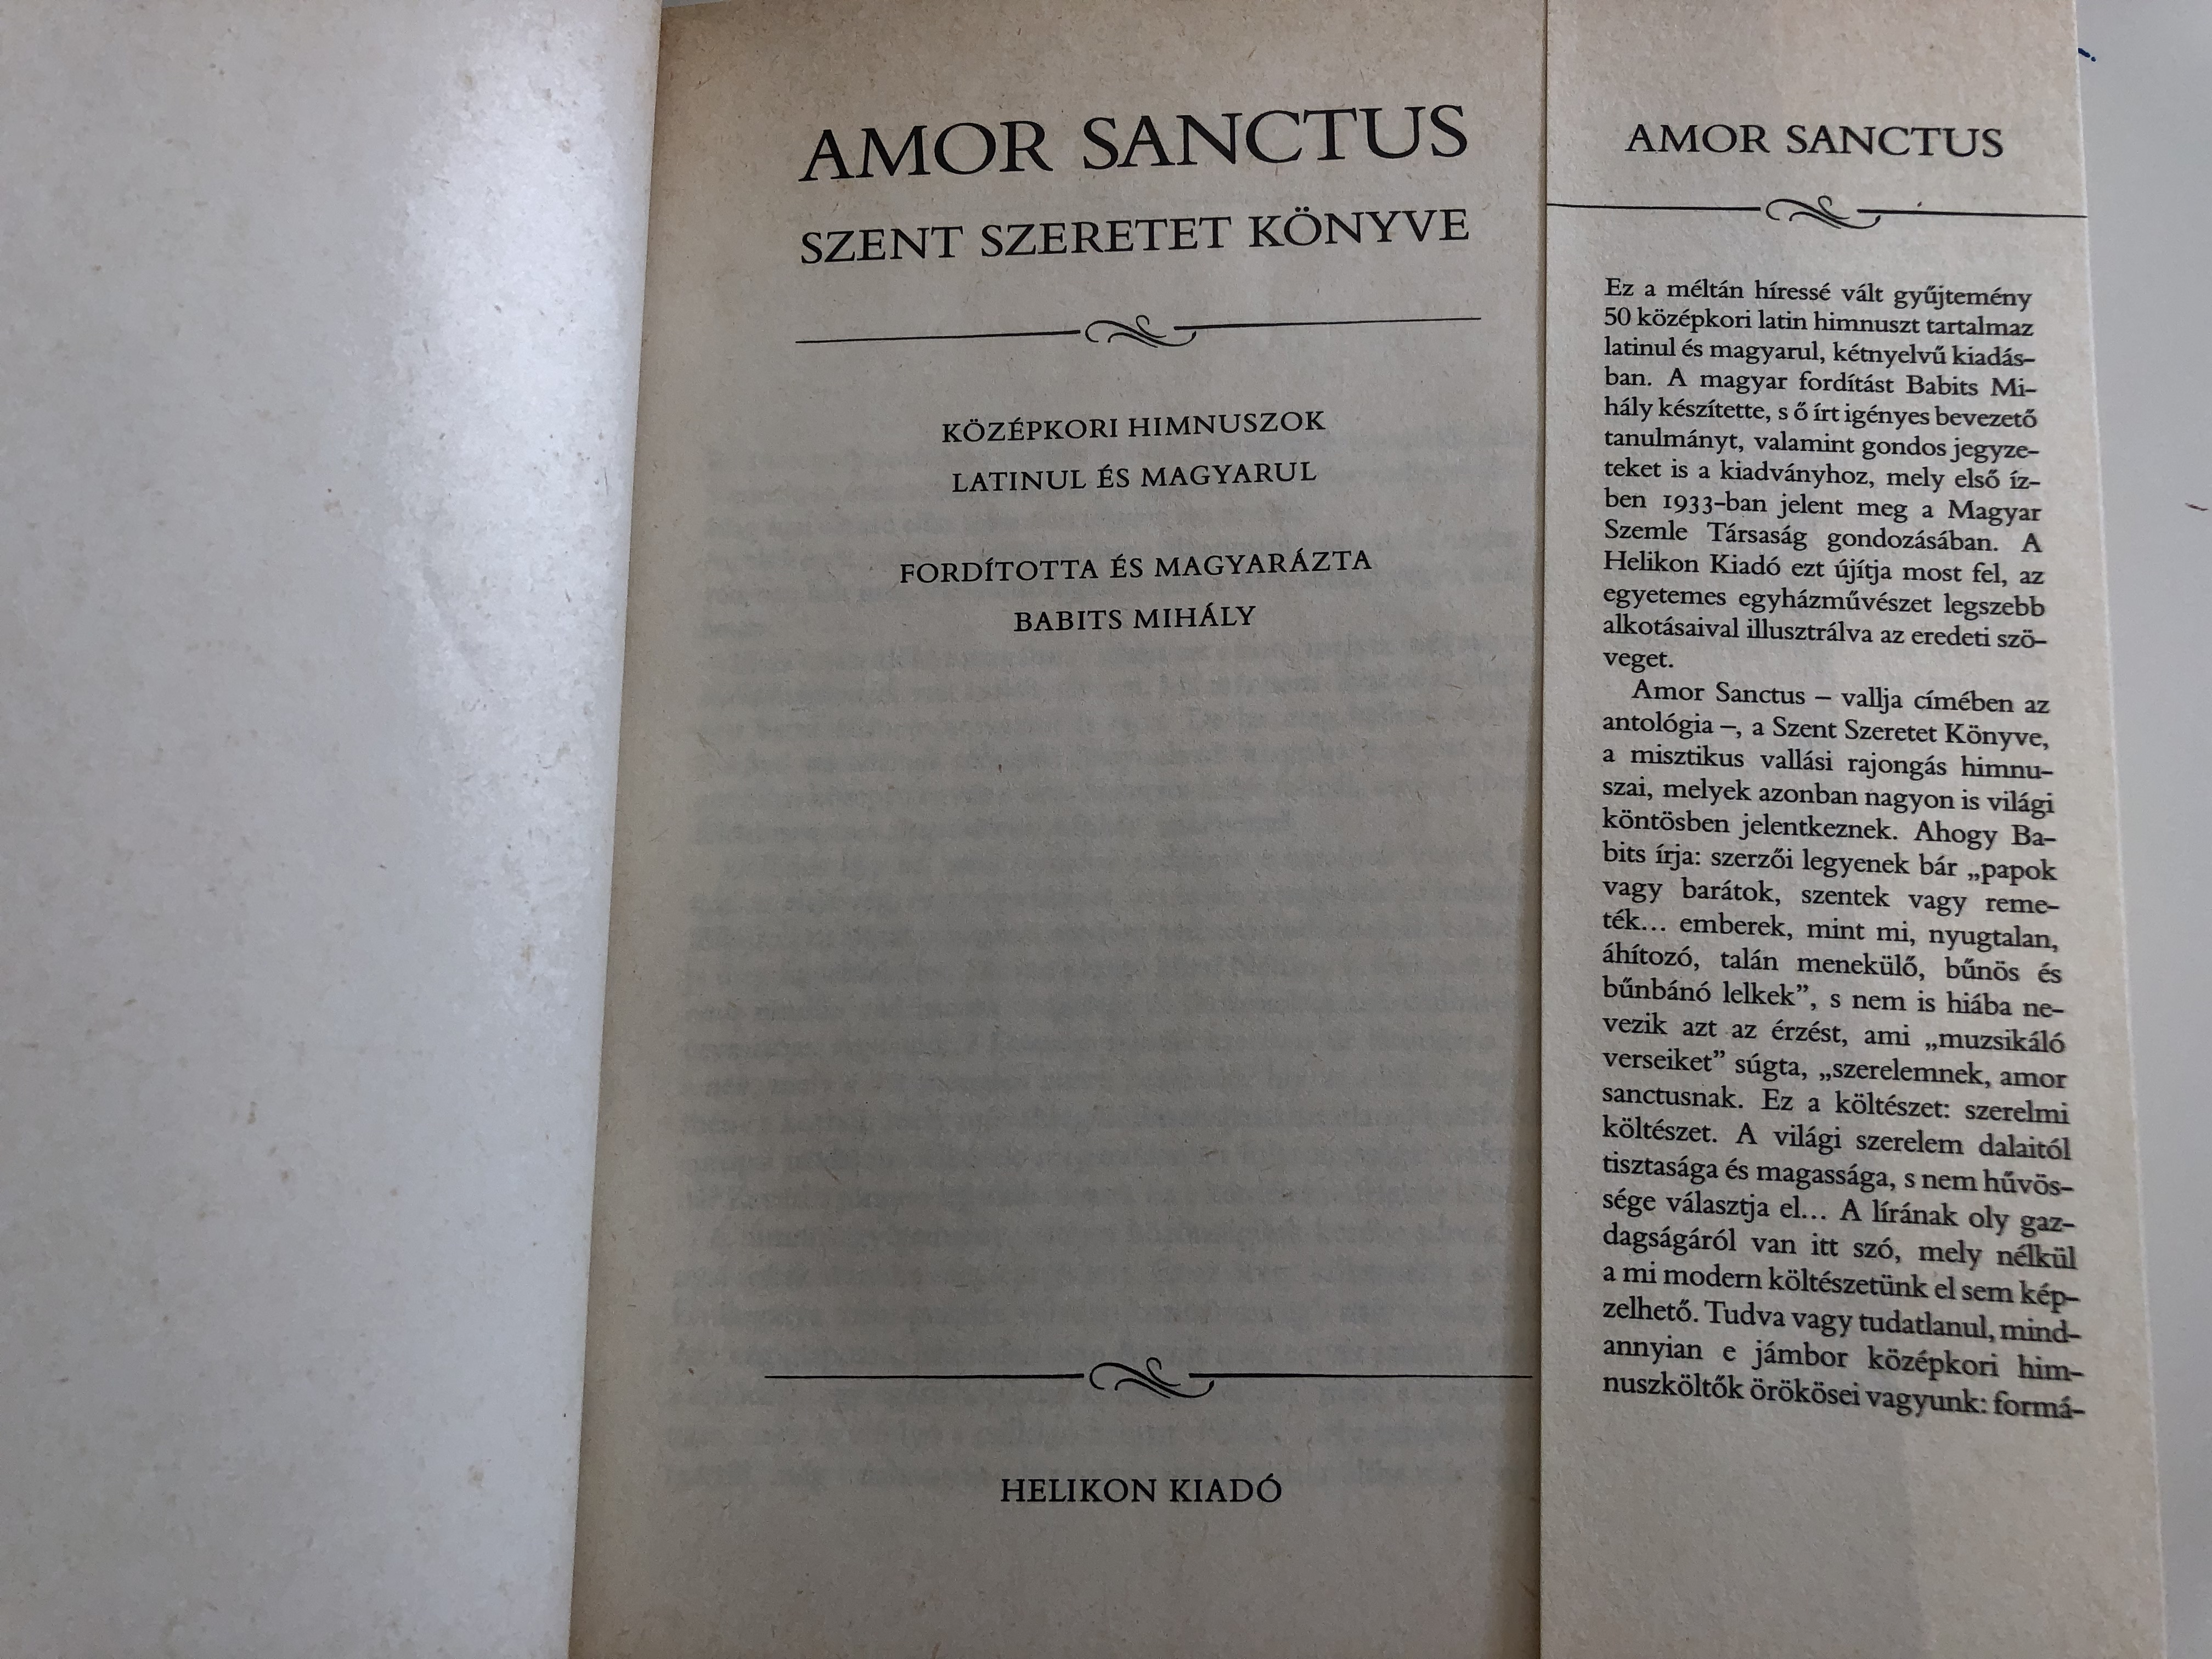 AMOR SANCTUS
SZENT SZERETET KÖNYVE
KÖZÉPKORI HIMNUSZOK
LATINUL ÉS MAGYARUL
FORDÍTOTTA ÉS MAGYARÁZTA
BABITS MIHÁLY
HELIKON KIADÓ
AMOR SANCTUS
Ez a méltán híressé vált gyűjtemény
50 középkori latin himnuszt tartalmaz
latinul és magyarul, kétnyelvű kiadás-
ban. A magyar fordítást Babits Mi-
hály készítette, s ő írt igényes bevezető
tanulmányt, valamint gondos jegyze-
teket is a kiadványhoz, mely első íz-
ben 1933-ban jelent meg a Magyar
Szemle Társaság gondozásában. A
Helikon Kiadó ezt újítja most fel, az
egyetemes egyházművészet legszebb
alkotásaival illusztrálva az eredeti szö-
veget.
Amor Sanctus – vallja címében az
antológia –, a Szent Szeretet Könyve,
a misztikus vallási rajongás himnu-
szai, melyek azonban nagyon is világi
köntösben jelentkeznek. Ahogy Ba-
bits írja: szerzői legyenek bár „papok
vagy barátok, szentek vagy reme-
ték... emberek, mint mi, nyugtalan,
áhítozó, talán menekülő, bűnös és
bűnbánó lelkek”, s nem is hiába ne-
vezik azt az érzést, ami „muzsikáló
verseiket” súgta, „szerelemnek, amor
sanctusnak. Ez a költészet: szerelmi
költészet. A világi szerelem dalaitól
tisztasága és magassága, s nem hűvös-
sége választja el... A lírának oly gaz-
dagságáról van itt szó, mely nélkül
a mi modern költészetünk el sem kép-
zelhető. Tudva vagy tudatlanul, mind-
annyian e jámbor középkori him-
nuszköltők örökösei vagyunk: formá-